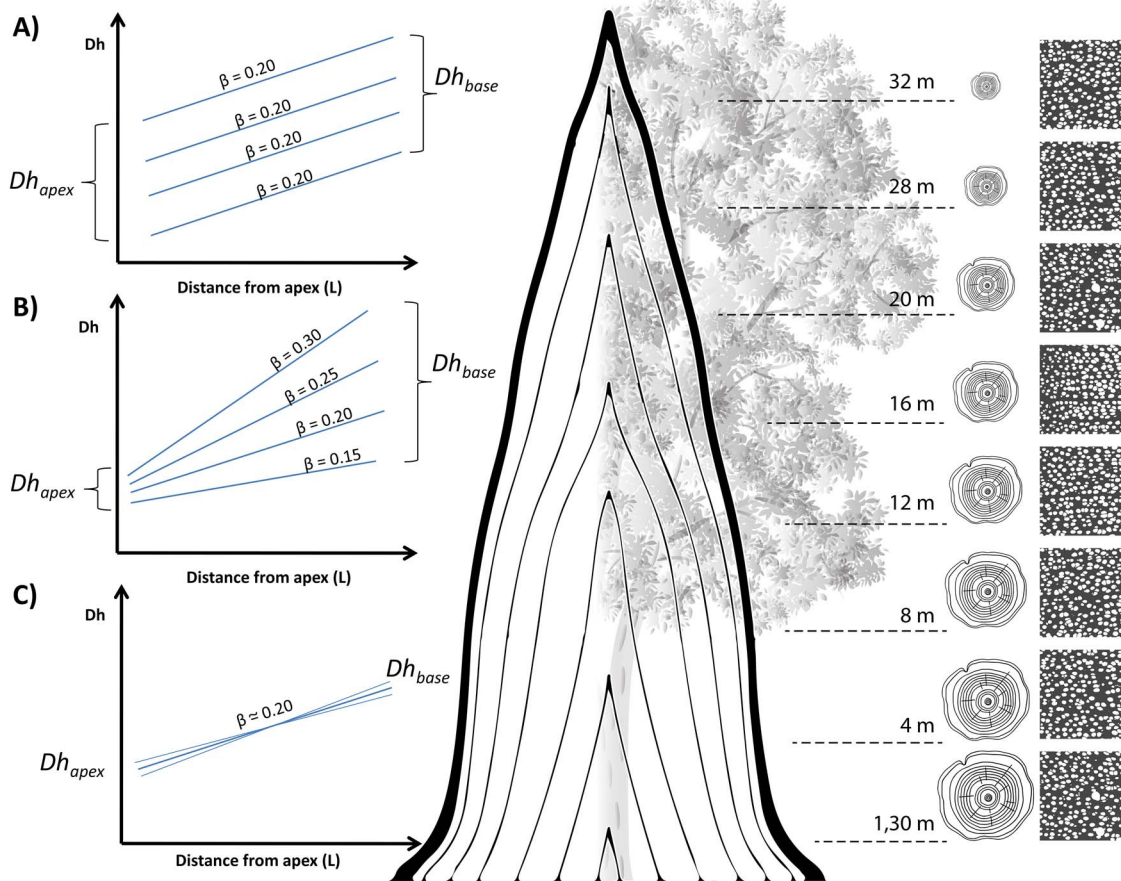 A)
Dh
β = 0.20
β = 0.20
β = 0.20
β = 0.20
Dh_base
Dh_apex
Distance from apex (L)
B)
Dh
β = 0.30
β = 0.25
β = 0.20
β = 0.15
Dh_base
Dh_apex
Distance from apex (L)
C)
Dh
β ≈ 0.20
Dh_base
Dh_apex
Distance from apex (L)
32 m
28 m
20 m
16 m
12 m
8 m
4 m
1,30 m